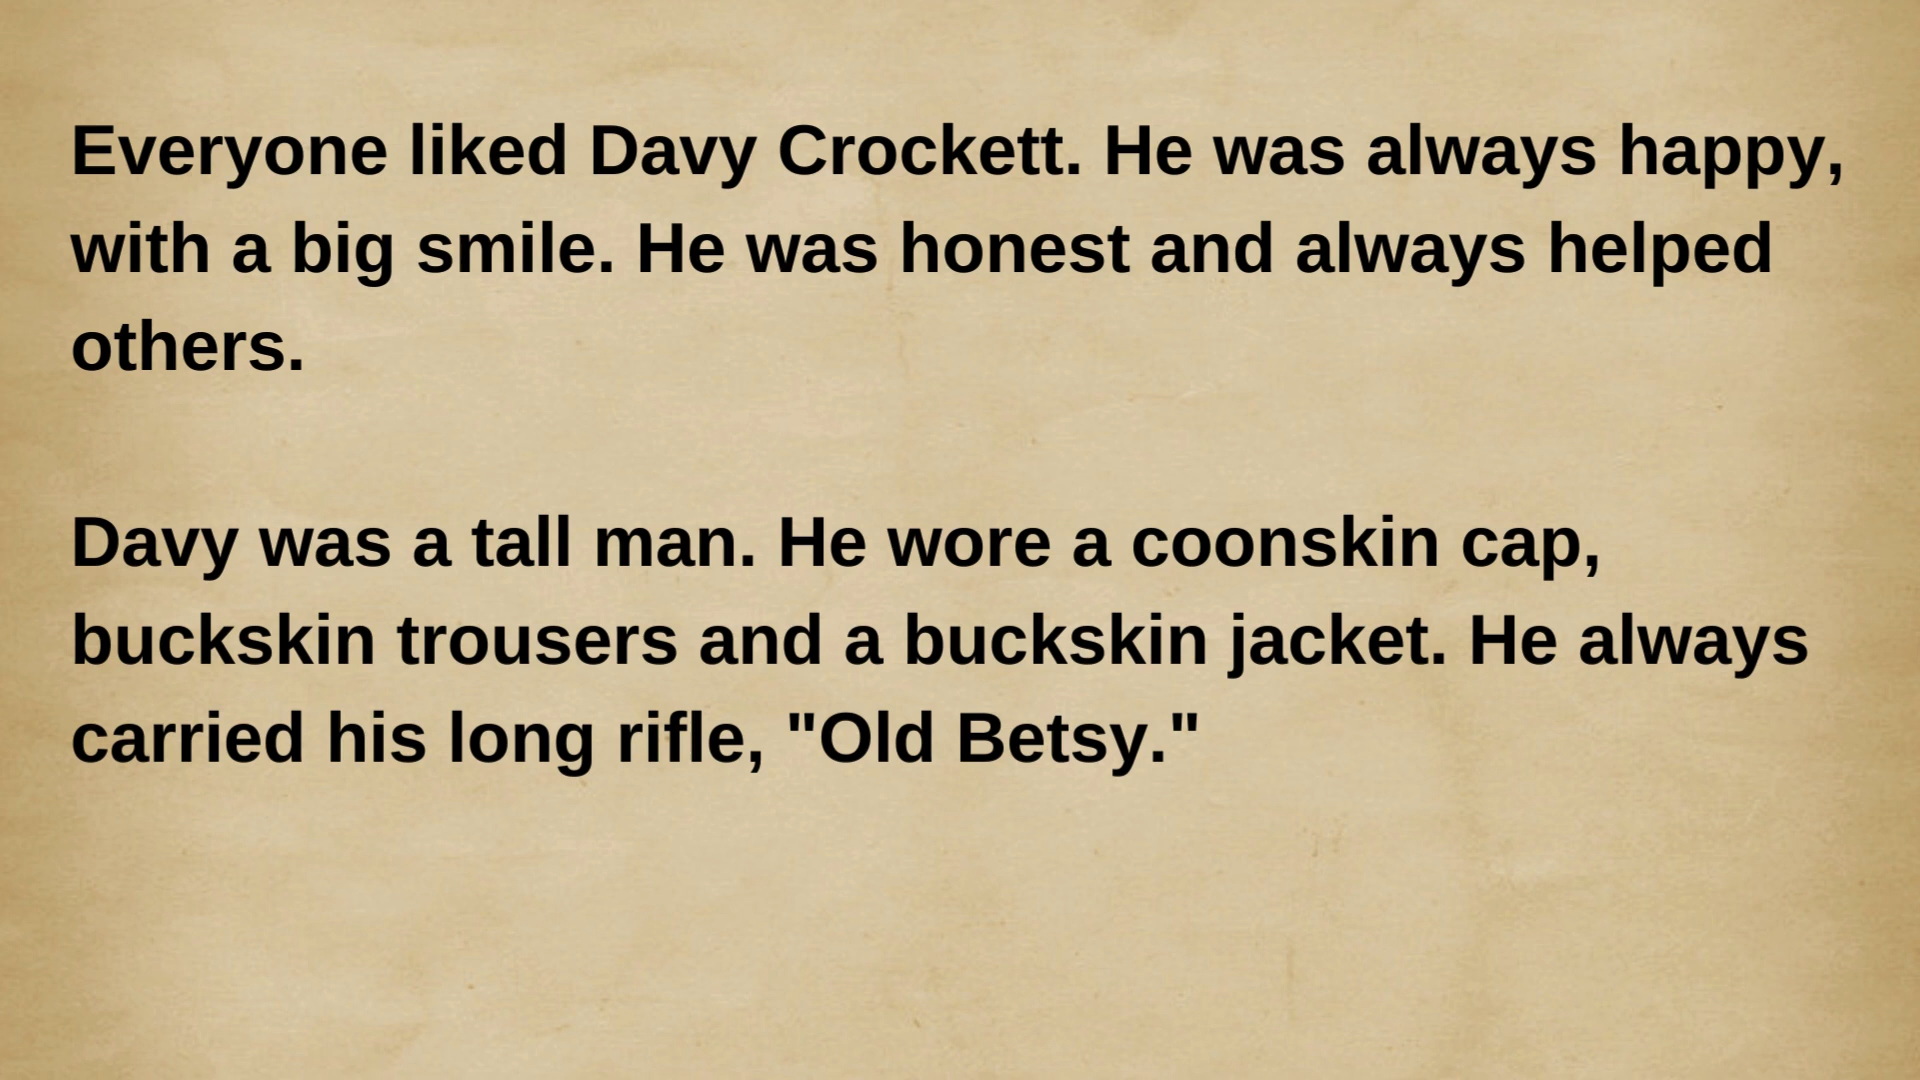 Everyone liked Davy Crockett. He was always happy,
with a big smile. He was honest and always helped
others.
Davy was a tall man. He wore a coonskin cap,
buckskin trousers and a buckskin jacket. He always
carried his long rifle, "Old Betsy."